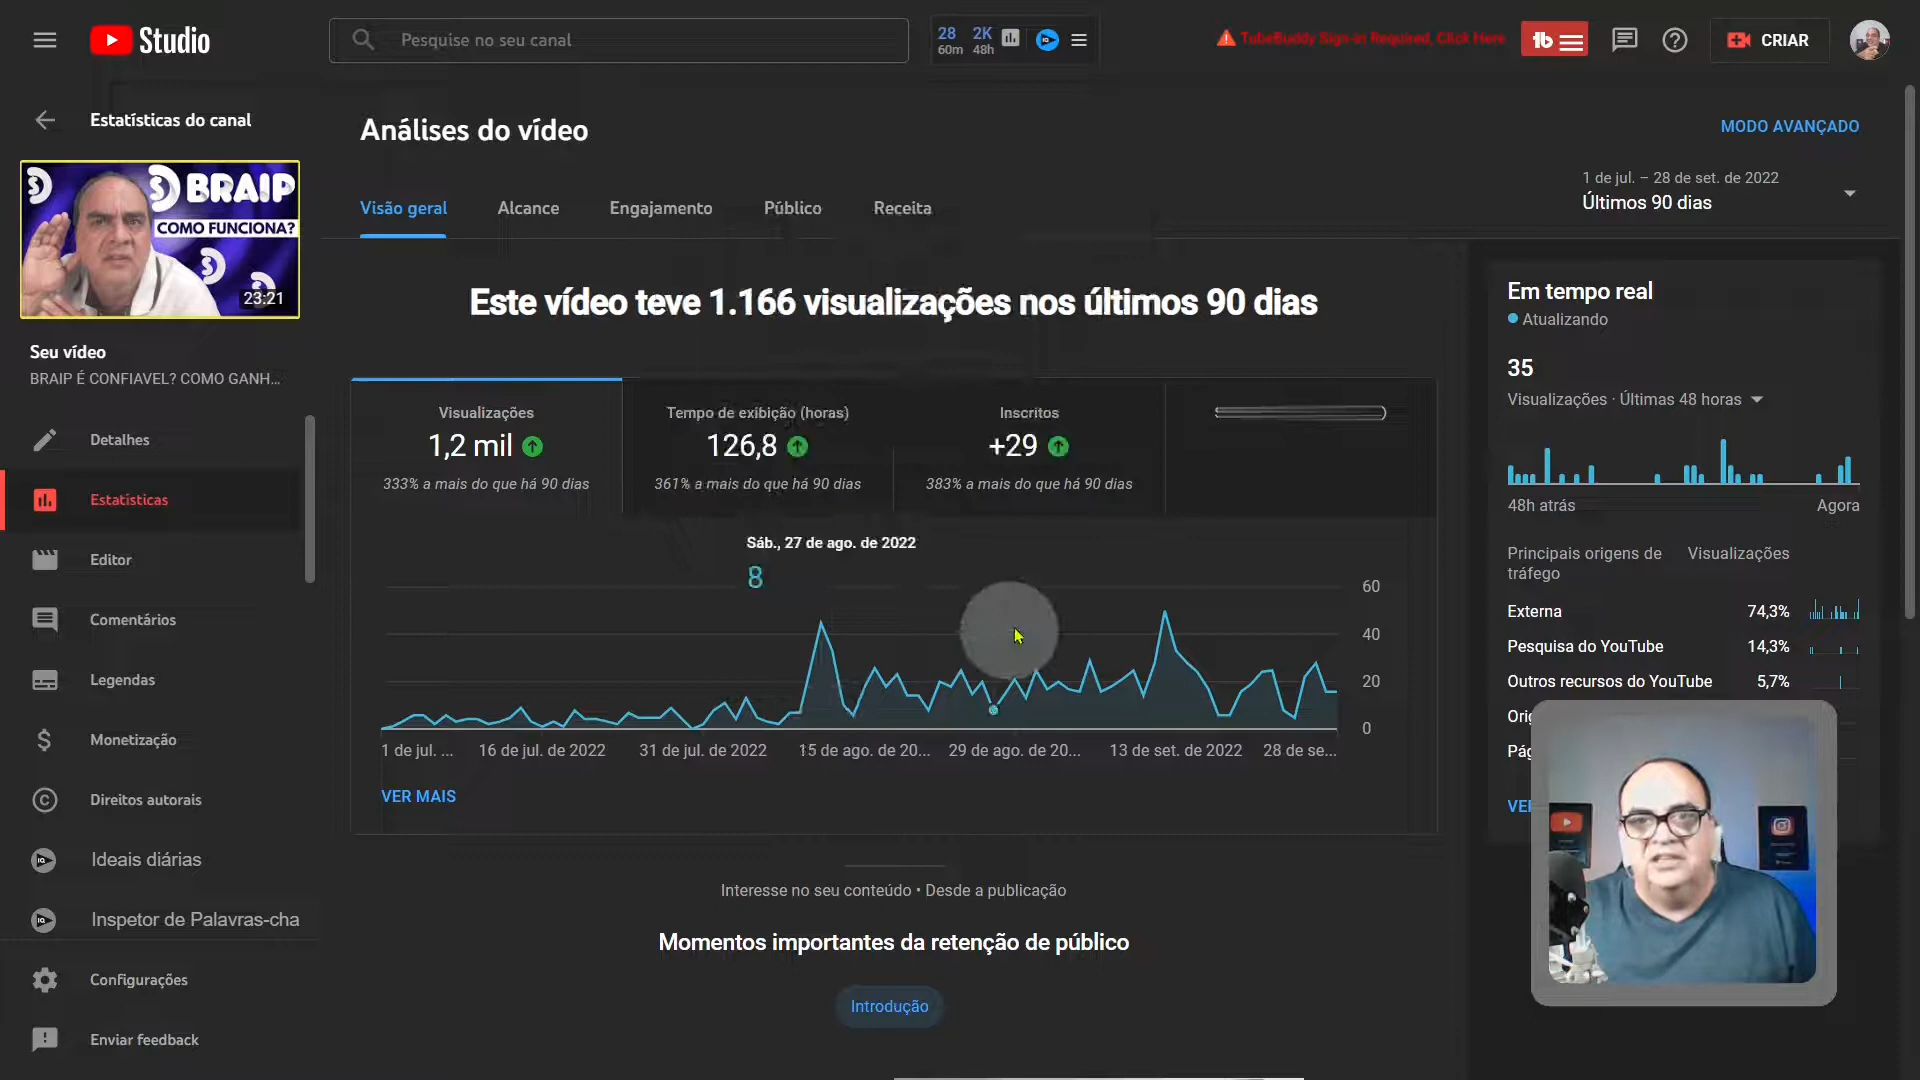 Studio
Pesquise no seu canal
28
60m
2K
48h
TubeBuddy Sign-in Required, Click Here
CRIAR
Estatísticas do canal
BRAIP
COMO FUNCIONA?
23:21
Seu vídeo
BRAIP É CONFIAVEL? COMO GANH...
Detalhes
Estatísticas
Editor
Comentários
Legendas
Monetização
Direitos autorais
Ideais diárias
Inspetor de Palavras-cha
Configurações
Enviar feedback
Análises do vídeo
MODO AVANÇADO
Visão geral
Alcance
Engajamento
Público
Receita
1 de jul. – 28 de set. de 2022
Últimos 90 dias
Este vídeo teve 1.166 visualizações nos últimos 90 dias
Visualizações
1,2 mil
333% a mais do que há 90 dias
Tempo de exibição (horas)
126,8
361% a mais do que há 90 dias
Inscritos
+29
383% a mais do que há 90 dias
Sáb., 27 de ago. de 2022
8
60
40
20
0
1 de jul. ...
16 de jul. de 2022
31 de jul. de 2022
15 de ago. de 20...
29 de ago. de 20...
13 de set. de 2022
28 de se...
VER MAIS
Interesse no seu conteúdo • Desde a publicação
Momentos importantes da retenção de público
Introdução
Em tempo real
Atualizando
35
Visualizações · Últimas 48 horas
48h atrás
Agora
Principais origens de tráfego
Visualizações
Externa
74,3%
Pesquisa do YouTube
14,3%
Outros recursos do YouTube
5,7%